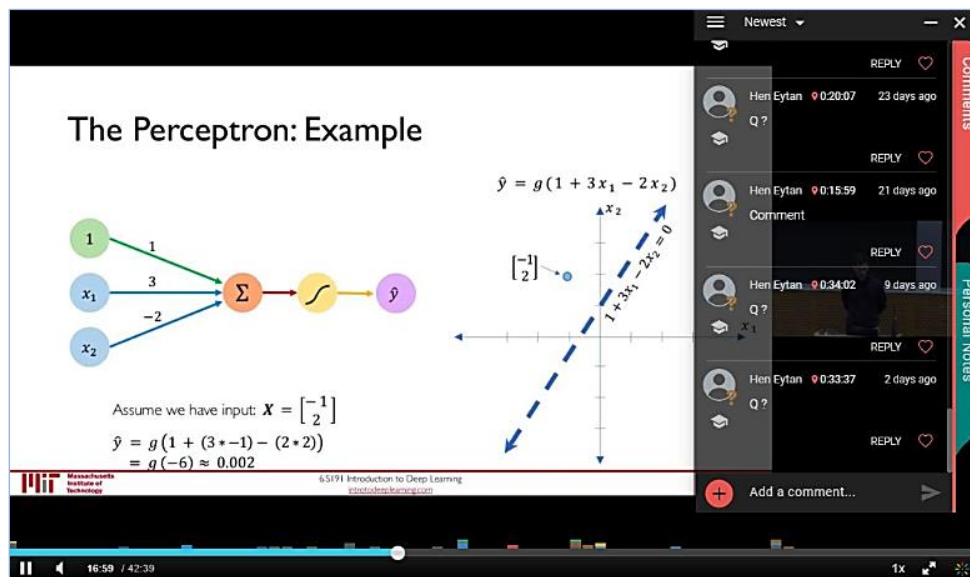 Newest
REPLY
The Perceptron: Example
Hen Eytan 0:20:07 23 days ago
Q ?
REPLY
ŷ = g(1 + 3x₁ − 2x₂)
Hen Eytan 0:15:59 21 days ago
Comment
REPLY
x₂
1
1
x₁
3
x₂
−2
Σ
ŷ
[−1
2]
1 + 3x₁ − 2x₂ = 0
x₁
Hen Eytan 0:34:02 9 days ago
Q ?
REPLY
Hen Eytan 0:33:37 2 days ago
Q ?
REPLY
Assume we have input: X = [−1
2]
ŷ = g(1 + (3 * −1) − (2 * 2))
= g(−6) ≈ 0.002
Massachusetts
Institute of
Technology
6.S191 Introduction to Deep Learning
introtodeeplearning.com
Add a comment...
Comments
Personal Notes
16:59 / 42:39
1x